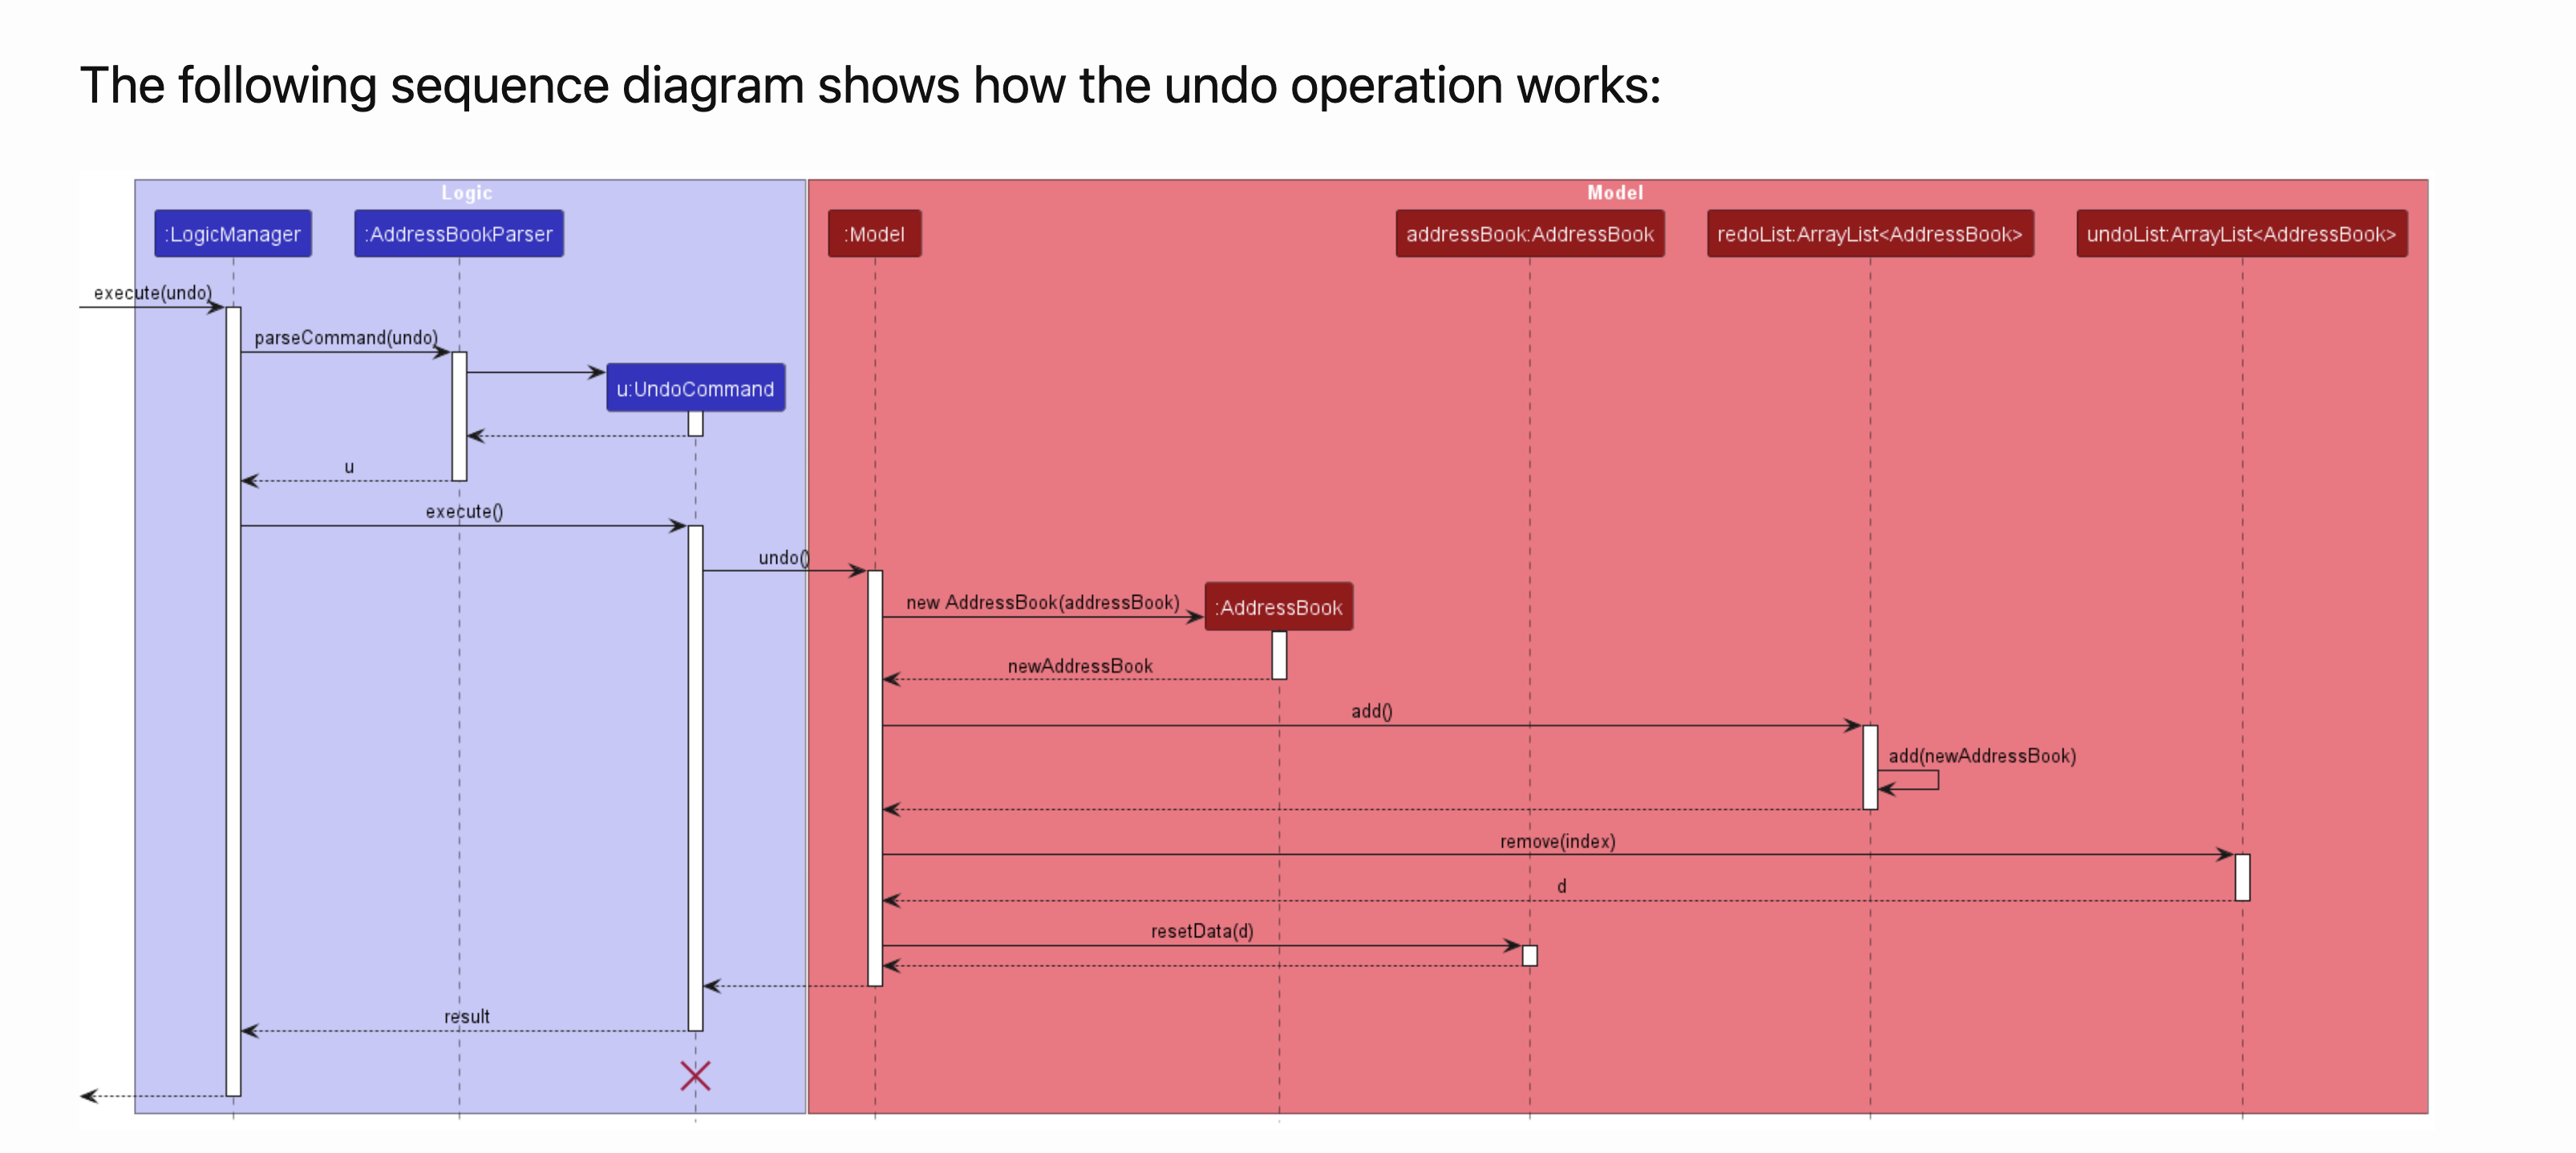 The following sequence diagram shows how the undo operation works:
Logic
Model
:LogicManager
:AddressBookParser
:Model
addressBook:AddressBook
redoList:ArrayList<AddressBook>
undoList:ArrayList<AddressBook>
execute(undo)
parseCommand(undo)
u:UndoCommand
u
execute()
undo()
new AddressBook(addressBook)
:AddressBook
newAddressBook
add()
add(newAddressBook)
remove(index)
d
resetData(d)
result